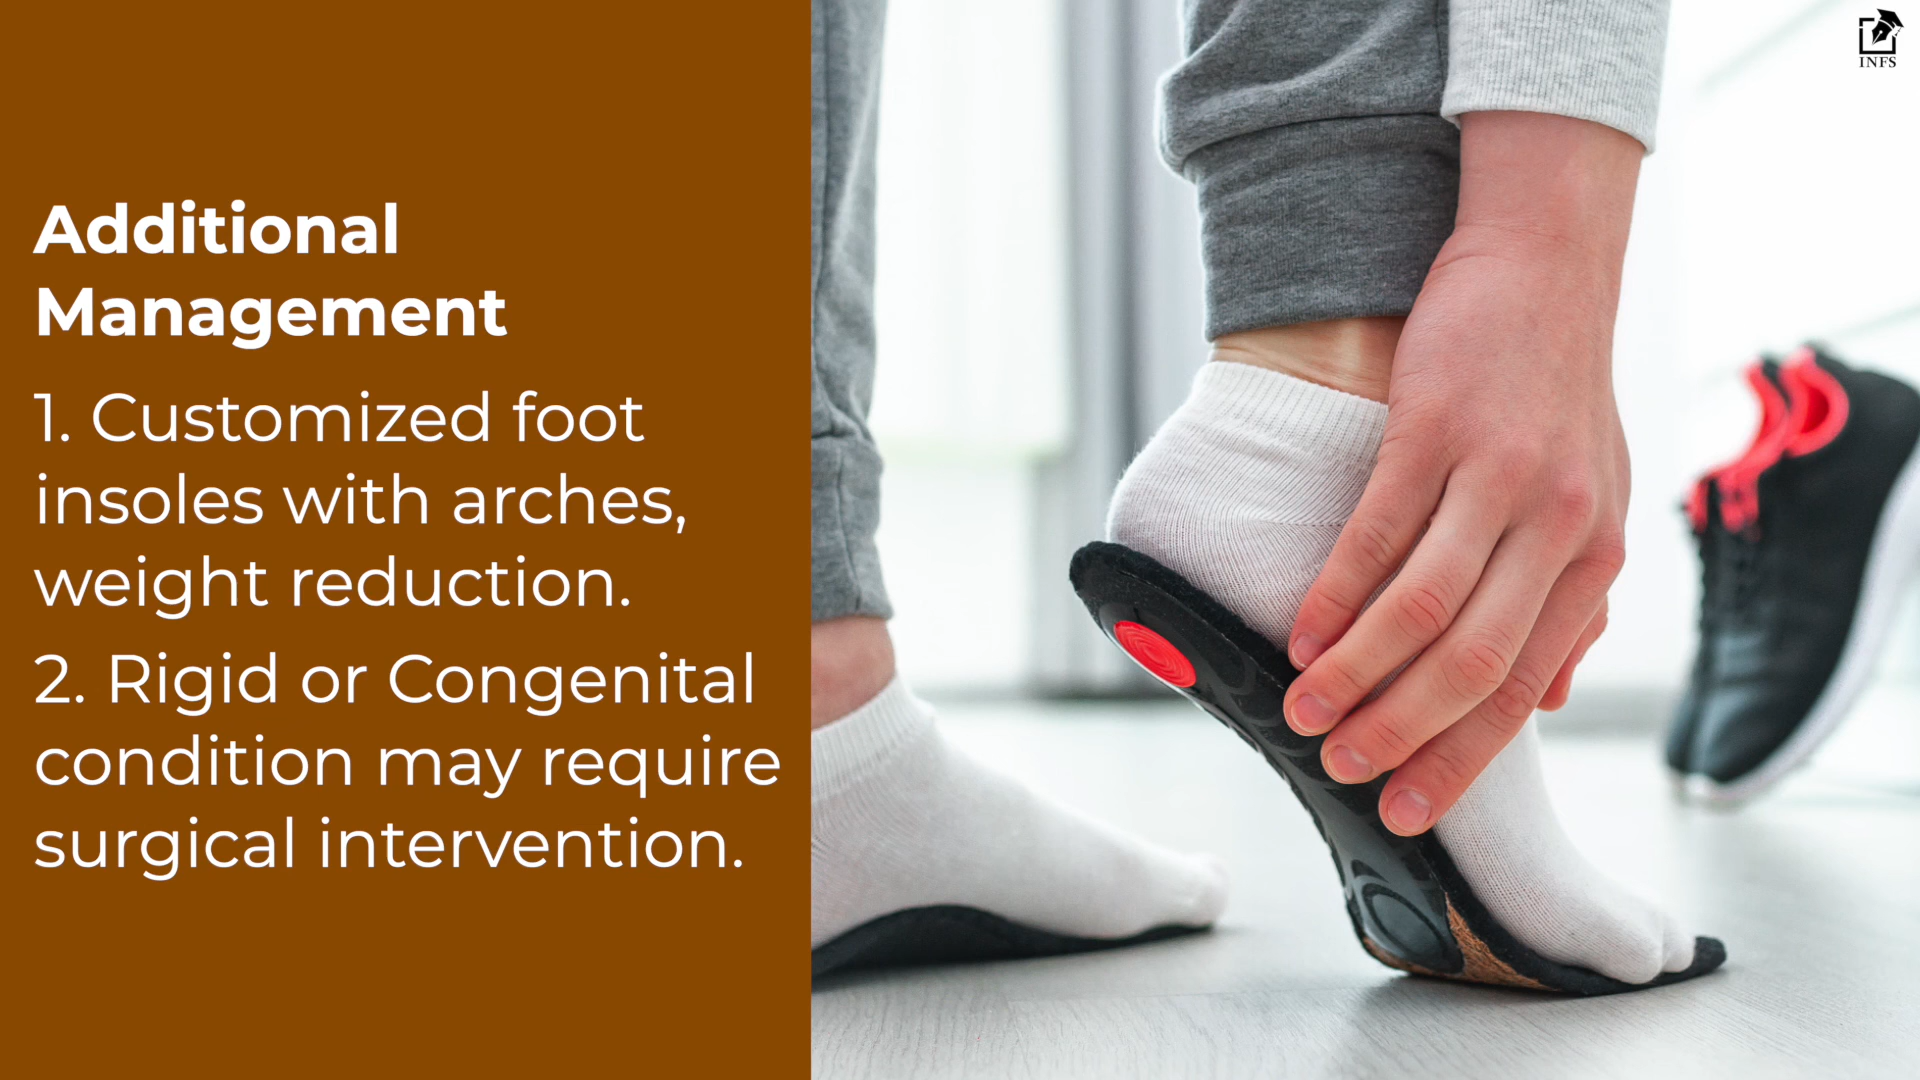 INFS
Additional
Management
1. Customized foot
insoles with arches,
weight reduction.
2. Rigid or Congenital
condition may require
surgical intervention.